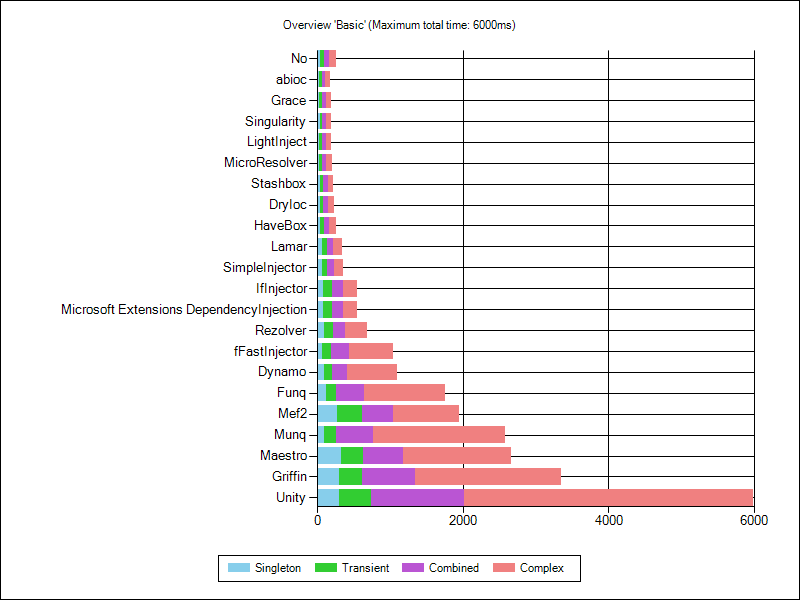 Overview 'Basic' (Maximum total time: 6000ms)
No
abioc
Grace
Singularity
LightInject
MicroResolver
Stashbox
DryIoc
HaveBox
Lamar
SimpleInjector
IfInjector
Microsoft Extensions DependencyInjection
Rezolver
fFastInjector
Dynamo
Funq
Mef2
Munq
Maestro
Griffin
Unity
0 2000 4000 6000
Singleton Transient Combined Complex